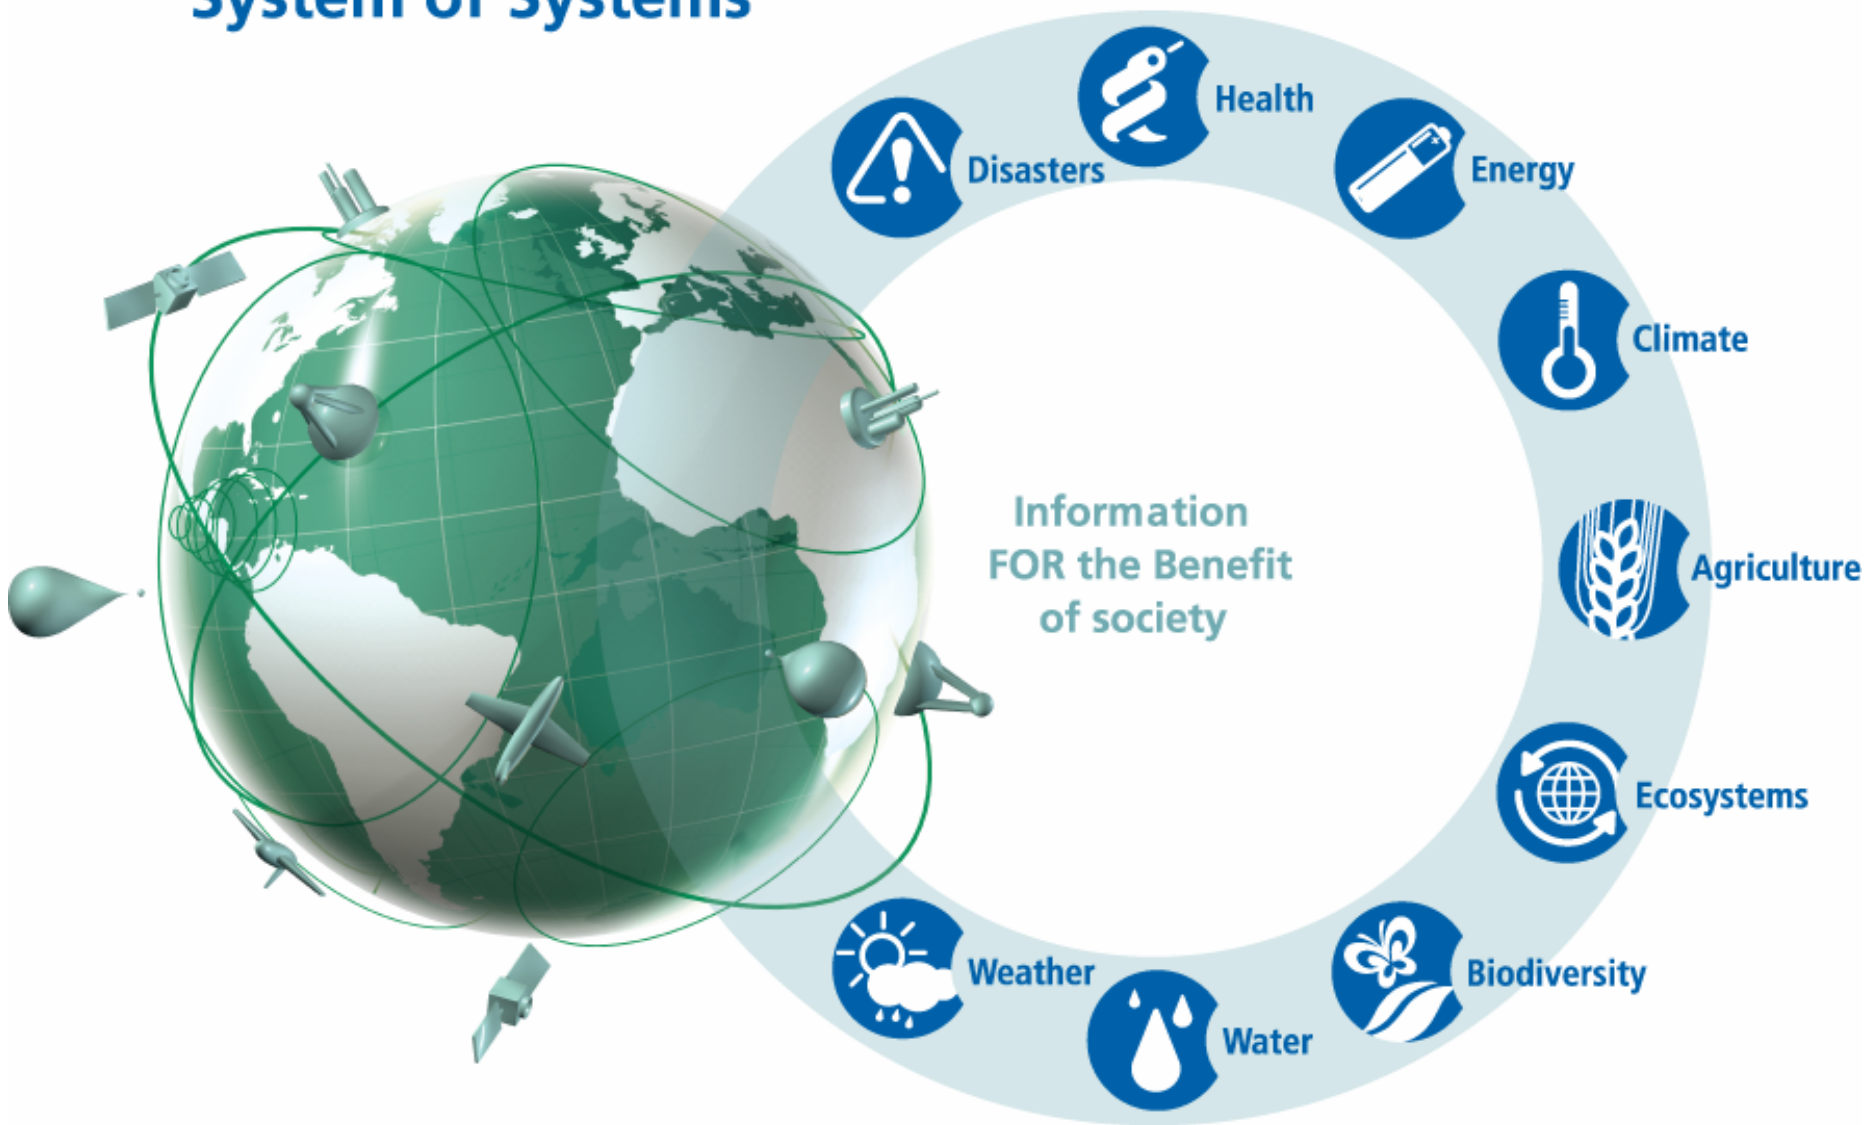 System of Systems
Health
Disasters
Energy
Climate
Information
FOR the Benefit
of society
Agriculture
Ecosystems
Weather
Biodiversity
Water